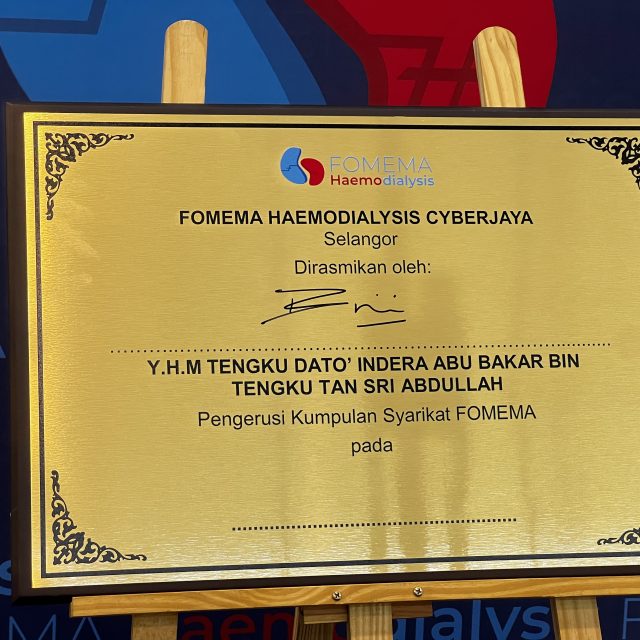 FOMEMA
Haemodialysis
FOMEMA HAEMODIALYSIS CYBERJAYA
Selangor
Dirasmikan oleh:
Y.H.M TENGKU DATO' INDERA ABU BAKAR BIN
TENGKU TAN SRI ABDULLAH
Pengerusi Kumpulan Syarikat FOMEMA
pada